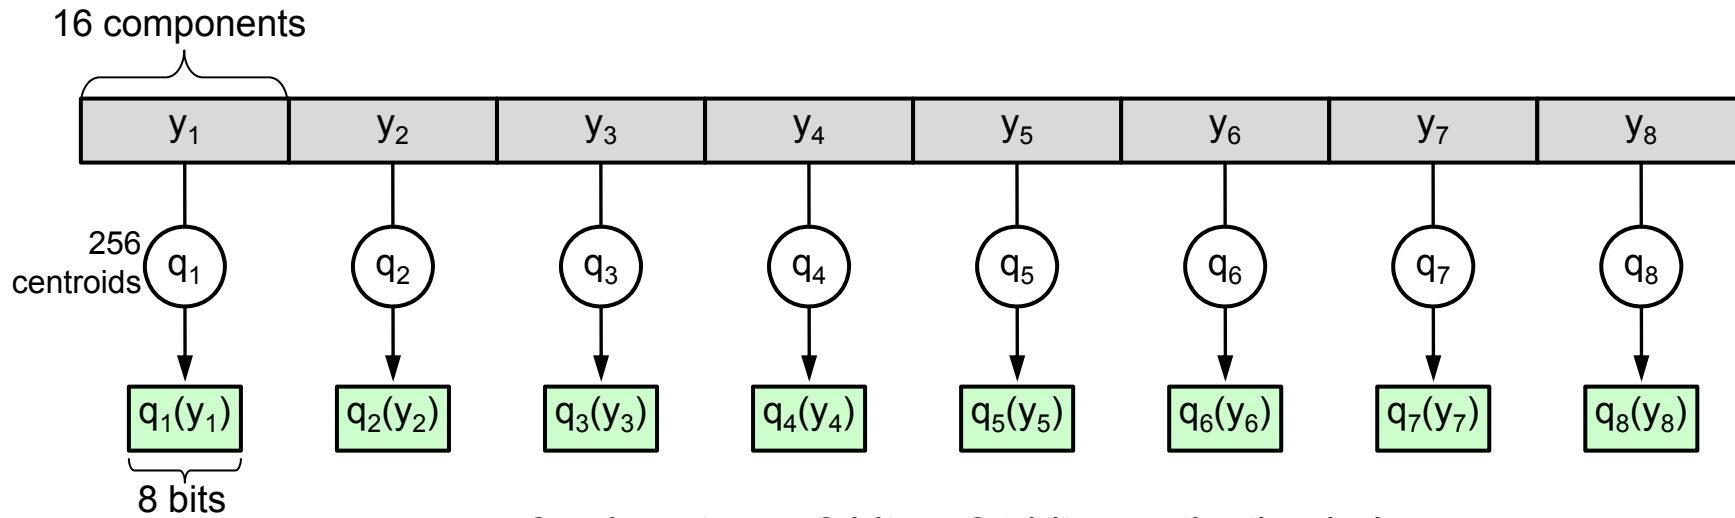 16 components
y₁ y₂ y₃ y₄ y₅ y₆ y₇ y₈
256
centroids
q₁ q₂ q₃ q₄ q₅ q₆ q₇ q₈
q₁(y₁) q₂(y₂) q₃(y₃) q₄(y₄) q₅(y₅) q₆(y₆) q₇(y₇) q₈(y₈)
8 bits